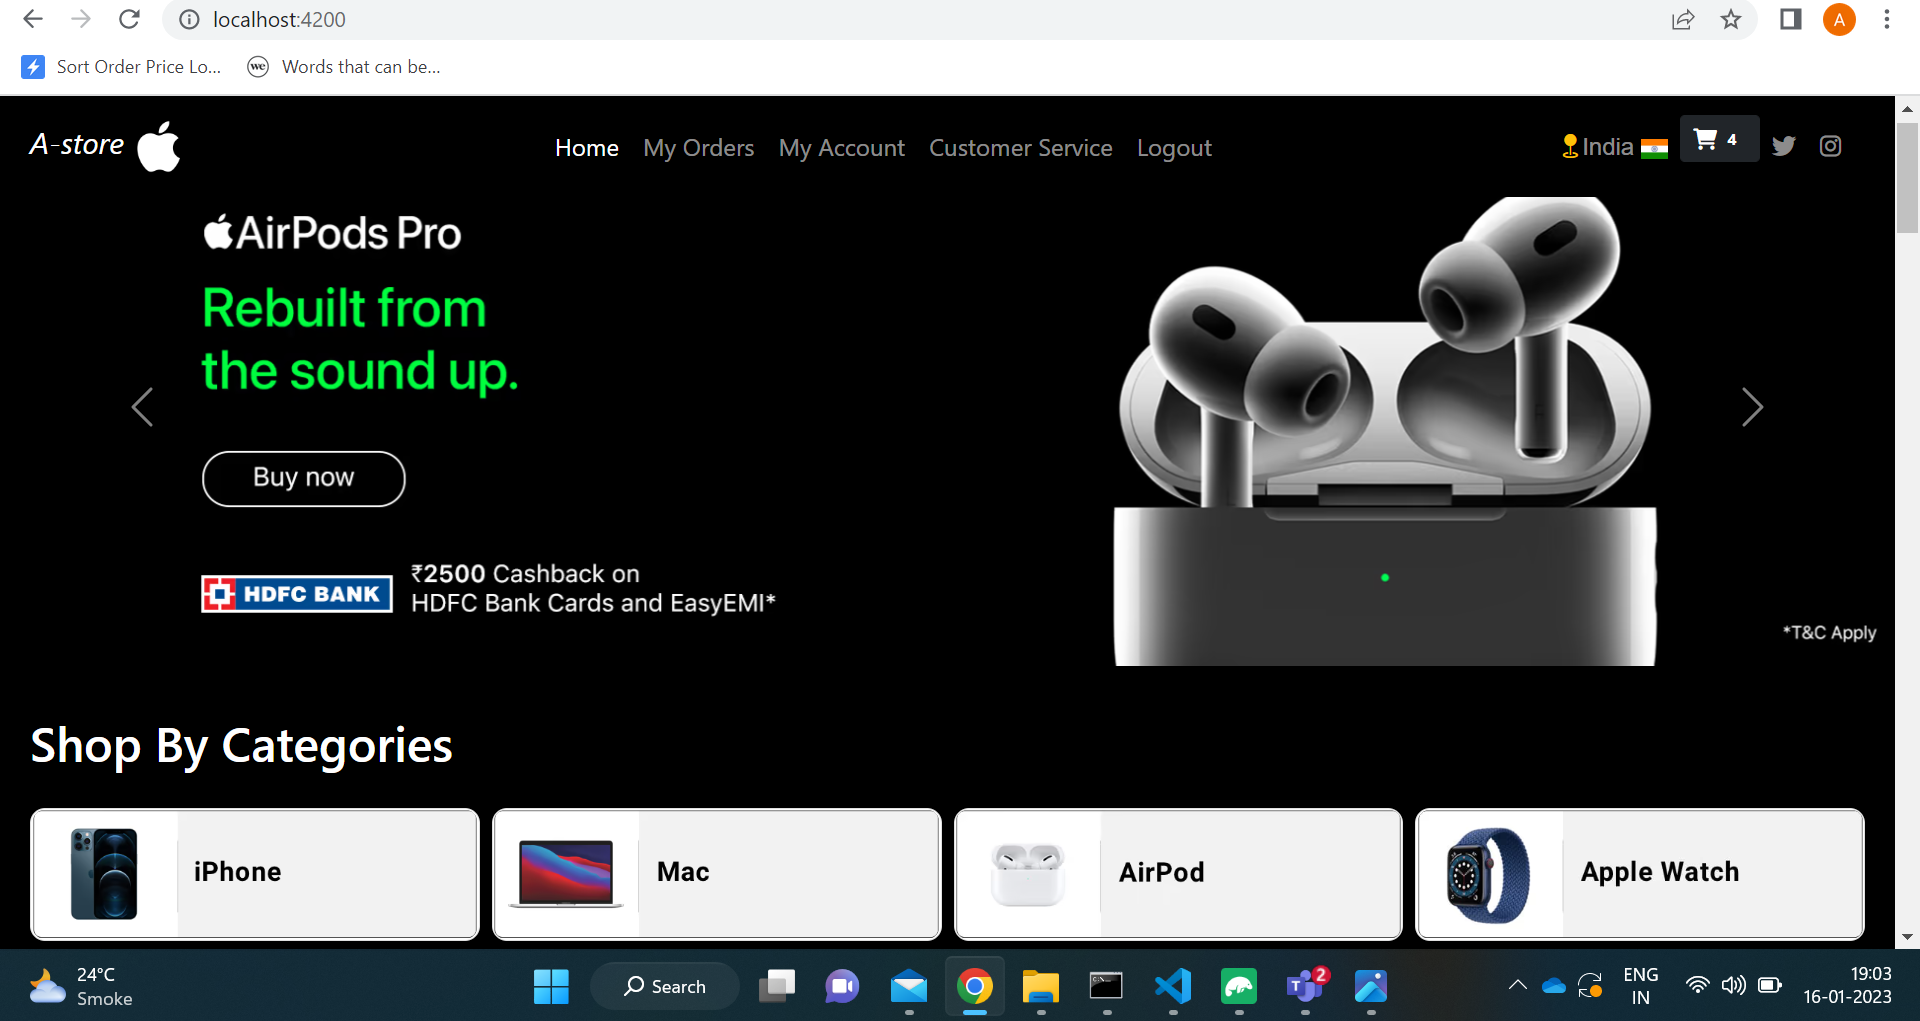 localhost:4200
A
Sort Order Price Lo...
we
Words that can be...
A-store
Home
My Orders
My Account
Customer Service
Logout
India
4
AirPods Pro
Rebuilt from
the sound up.
Buy now
HDFC BANK
₹2500 Cashback on
HDFC Bank Cards and EasyEMI*
*T&C Apply
Shop By Categories
iPhone
Mac
AirPod
Apple Watch
24°C
Smoke
Search
C:\_
T
2
ENG
IN
19:03
16-01-2023